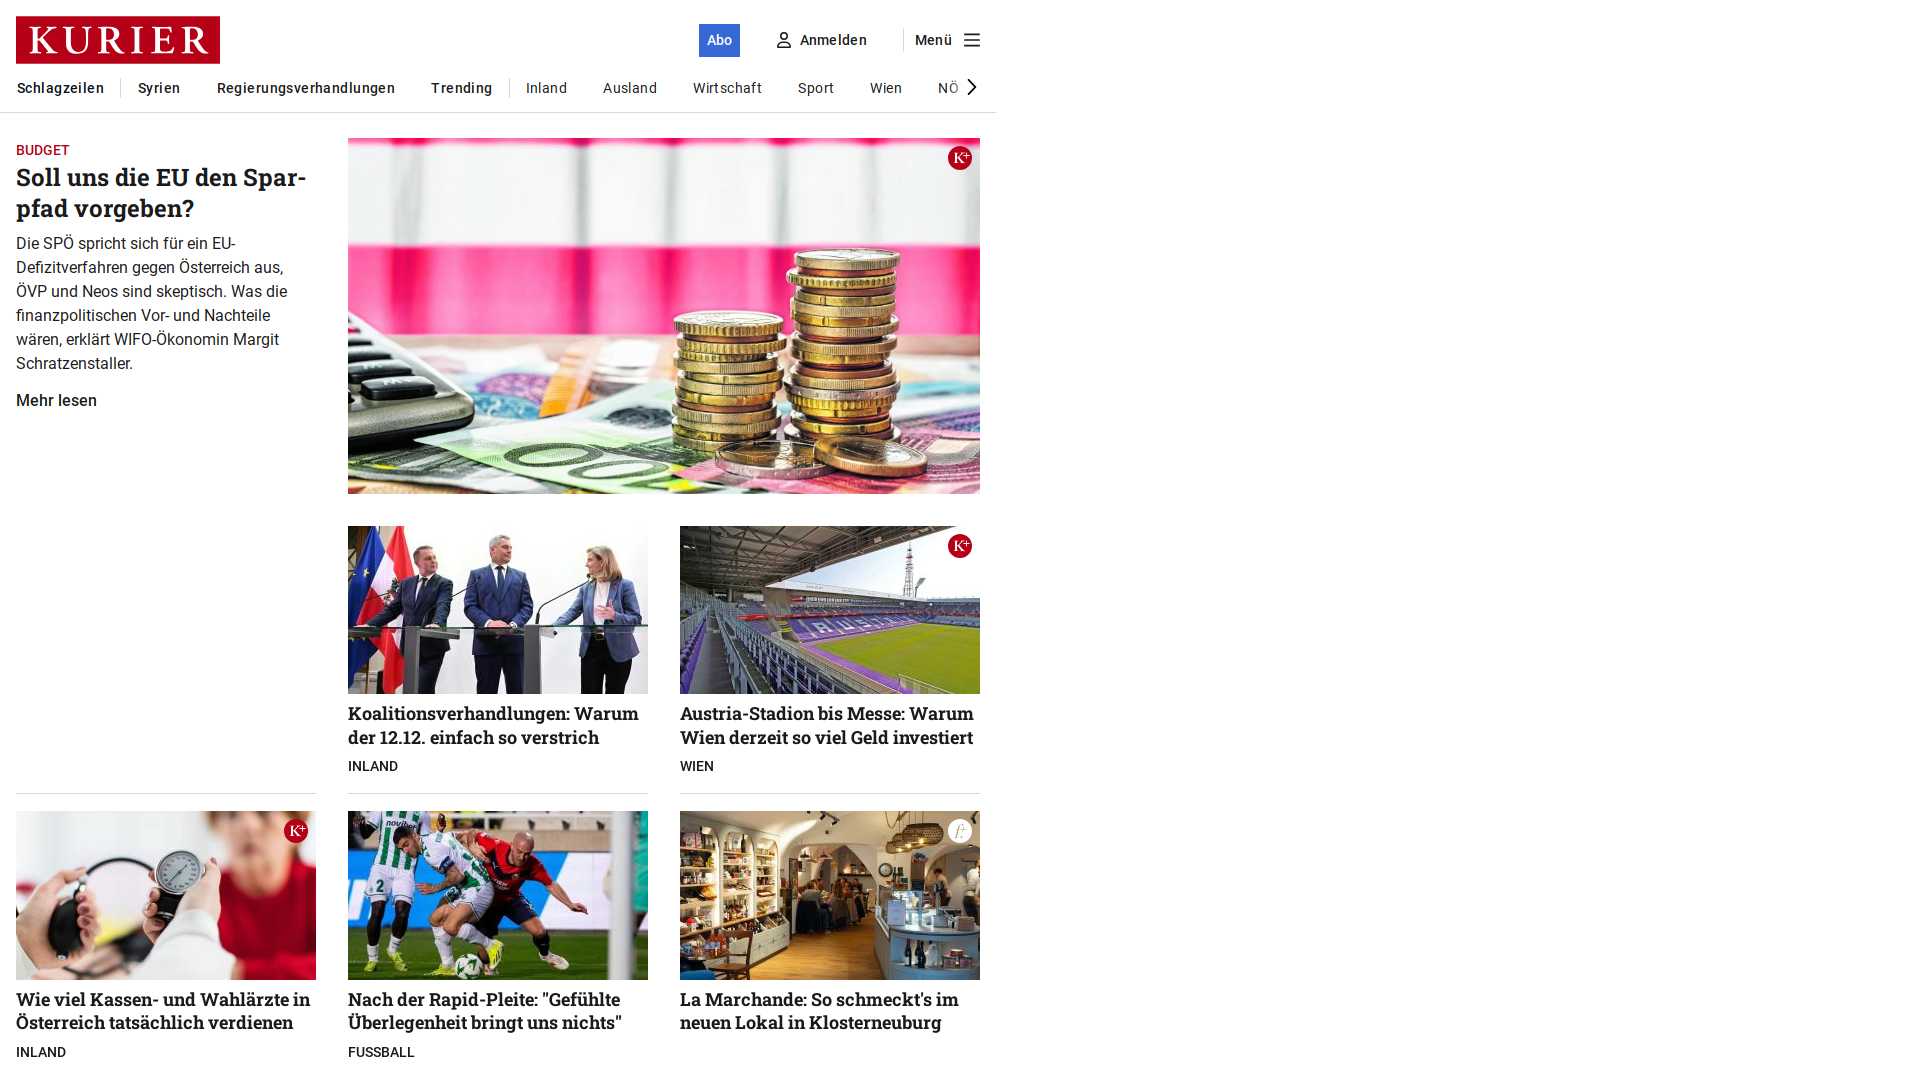 KURIER
Abo
Anmelden
Menü
Schlagzeilen
Syrien
Regierungsverhandlungen
Trending
Inland
Ausland
Wirtschaft
Sport
Wien
NÖ
BUDGET
Soll uns die EU den Spar-
pfad vorgeben?
Die SPÖ spricht sich für ein EU-
Defizitverfahren gegen Österreich aus,
ÖVP und Neos sind skeptisch. Was die
finanzpolitischen Vor- und Nachteile
wären, erklärt WIFO-Ökonomin Margit
Schratzenstaller.
Mehr lesen
K+
K+
AUSTRIA
Koalitionsverhandlungen: Warum
der 12.12. einfach so verstrich
INLAND
Austria-Stadion bis Messe: Warum
Wien derzeit so viel Geld investiert
WIEN
K+
f+
Wie viel Kassen- und Wahlärzte in
Österreich tatsächlich verdienen
INLAND
Nach der Rapid-Pleite: "Gefühlte
Überlegenheit bringt uns nichts"
FUSSBALL
La Marchande: So schmeckt's im
neuen Lokal in Klosterneuburg